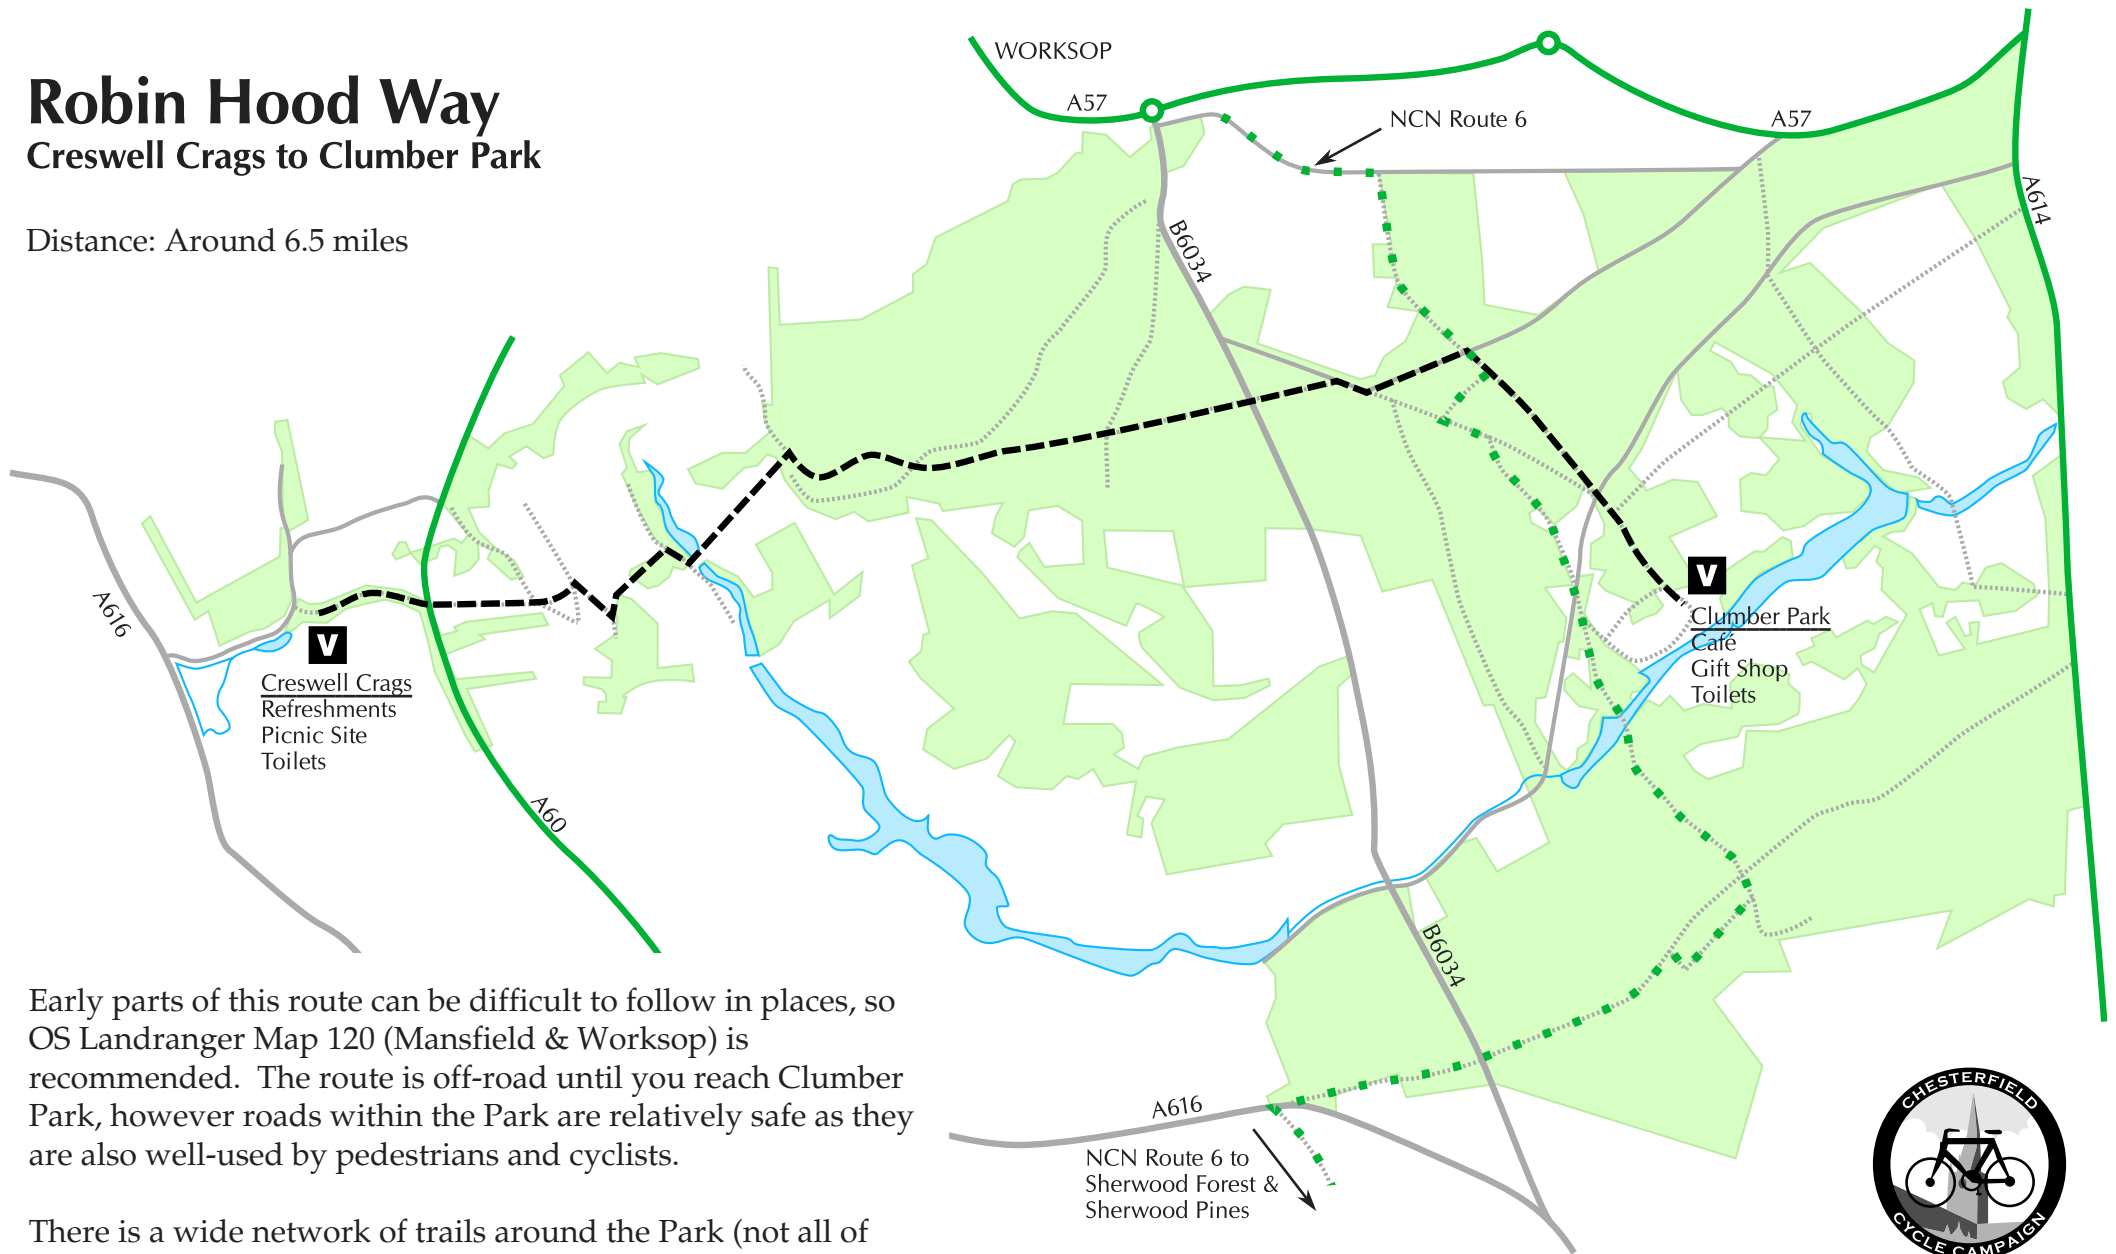 Robin Hood Way
Creswell Crags to Clumber Park
Distance: Around 6.5 miles
WORKSOP
A57
NCN Route 6
A57
A614
B6034
A616
A60
V
Creswell Crags
Refreshments
Picnic Site
Toilets
V
Clumber Park
Café
Gift Shop
Toilets
B6034
A616
NCN Route 6 to
Sherwood Forest &
Sherwood Pines
Early parts of this route can be difficult to follow in places, so
OS Landranger Map 120 (Mansfield & Worksop) is
recommended.  The route is off-road until you reach Clumber
Park, however roads within the Park are relatively safe as they
are also well-used by pedestrians and cyclists.
There is a wide network of trails around the Park (not all of
CHESTERFIELD
CYCLE CAMPAIGN